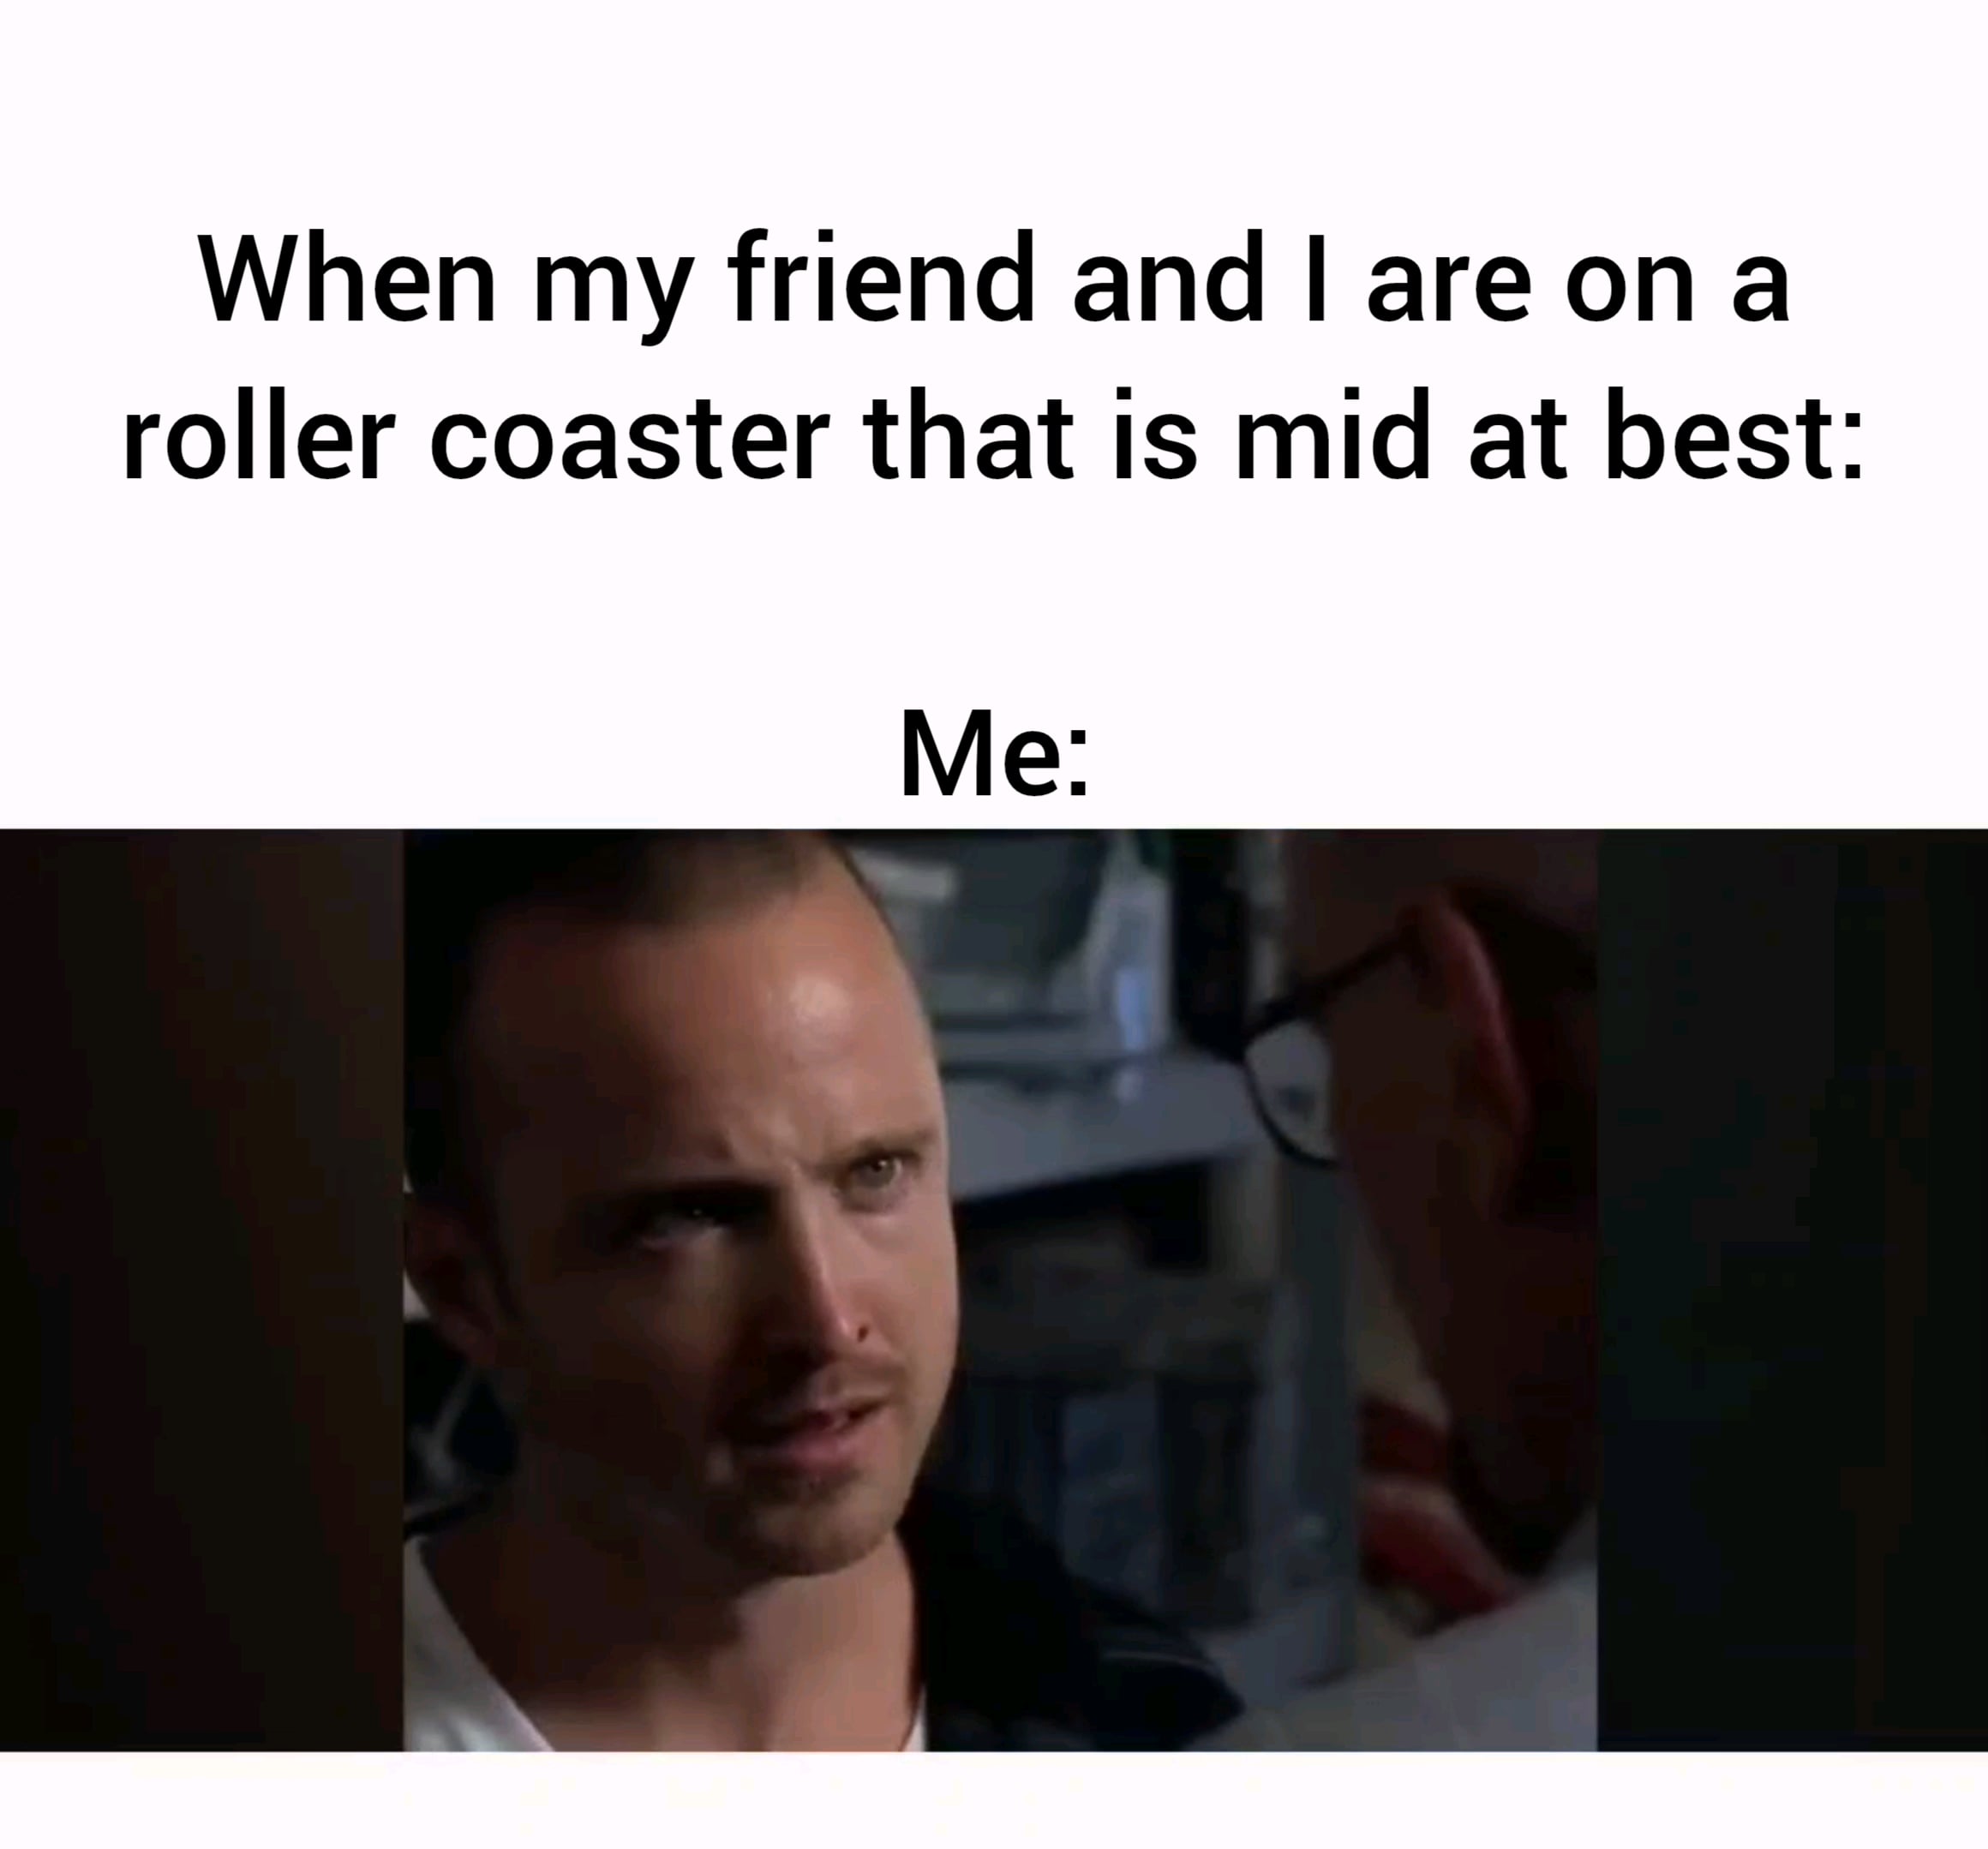 When my friend and I are on a
roller coaster that is mid at best:
Me: